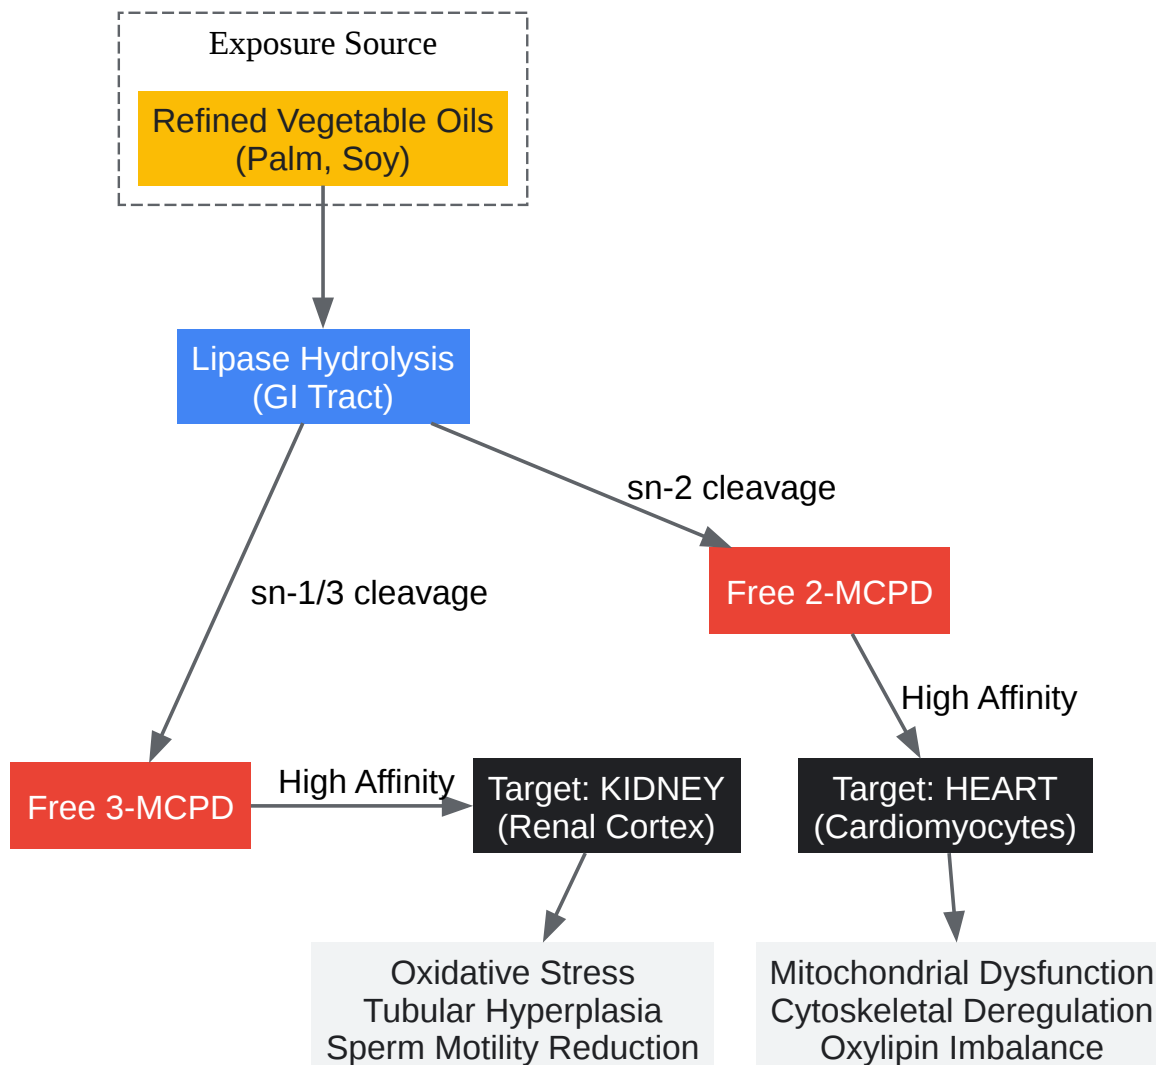 Exposure Source
Refined Vegetable Oils
(Palm, Soy)
Lipase Hydrolysis
(GI Tract)
sn-2 cleavage
sn-1/3 cleavage
Free 2-MCPD
High Affinity
Free 3-MCPD
High Affinity
Target: KIDNEY
(Renal Cortex)
Target: HEART
(Cardiomyocytes)
Oxidative Stress
Tubular Hyperplasia
Sperm Motility Reduction
Mitochondrial Dysfunction
Cytoskeletal Deregulation
Oxylipin Imbalance